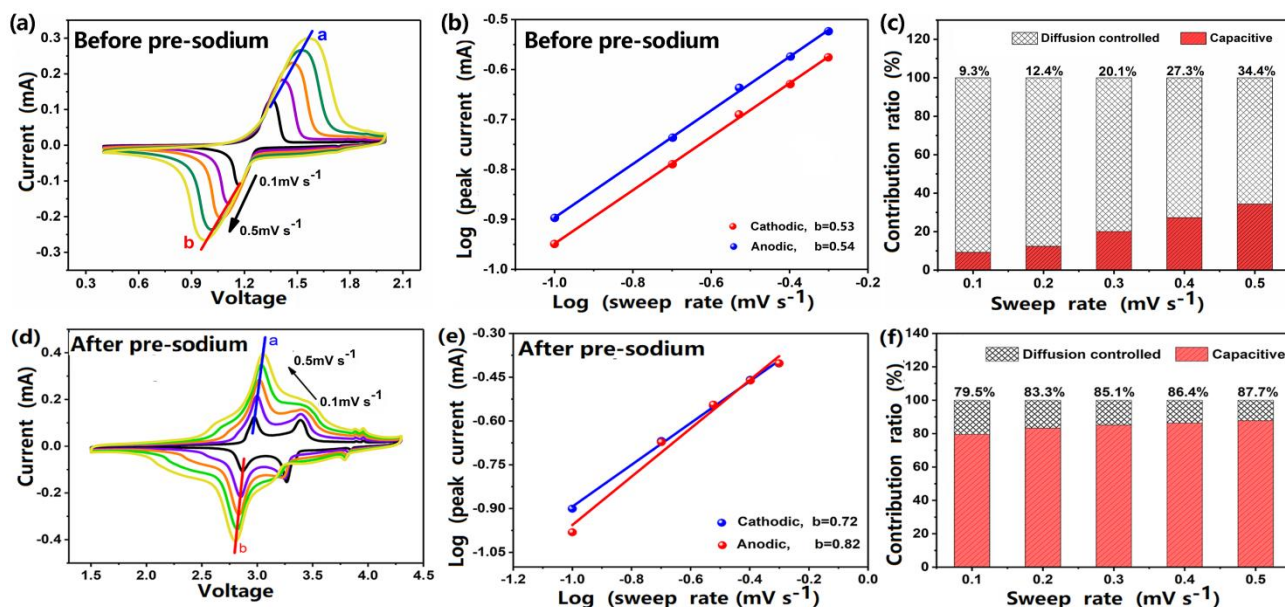 (a)
Before pre-sodium
a
b
0.1mV s⁻¹
0.5mV s⁻¹
Current (mA)
0.3
0.2
0.1
0.0
-0.1
-0.2
-0.3
0.3 0.6 0.9 1.2 1.5 1.8 2.1
Voltage
(b)
Before pre-sodium
Log (peak current (mA)
-0.5
-0.6
-0.7
-0.8
-0.9
-1.0
Cathodic, b=0.53
Anodic, b=0.54
-1.0 -0.8 -0.6 -0.4 -0.2
Log (sweep rate (mV s⁻¹)
(c)
Diffusion controlled Capacitive
9.3% 12.4% 20.1% 27.3% 34.4%
Contribution ratio (%)
120
100
80
60
40
20
0
0.1 0.2 0.3 0.4 0.5
Sweep rate (mV s⁻¹)
(d)
After pre-sodium
a
0.5mV s⁻¹
0.1mV s⁻¹
b
Current (mA)
0.4
0.2
0.0
-0.2
-0.4
1.5 2.0 2.5 3.0 3.5 4.0 4.5
Voltage
(e)
After pre-sodium
Log (peak current (mA)
-0.30
-0.45
-0.60
-0.75
-0.90
-1.05
Cathodic, b=0.72
Anodic, b=0.82
-1.2 -1.0 -0.8 -0.6 -0.4 -0.2 0.0
Log (sweep rate (mV s⁻¹)
(f)
Diffusion controlled Capacitive
79.5% 83.3% 85.1% 86.4% 87.7%
Contribution ratio (%)
140
120
100
80
60
40
20
0
0.1 0.2 0.3 0.4 0.5
Sweep rate (mV s⁻¹)